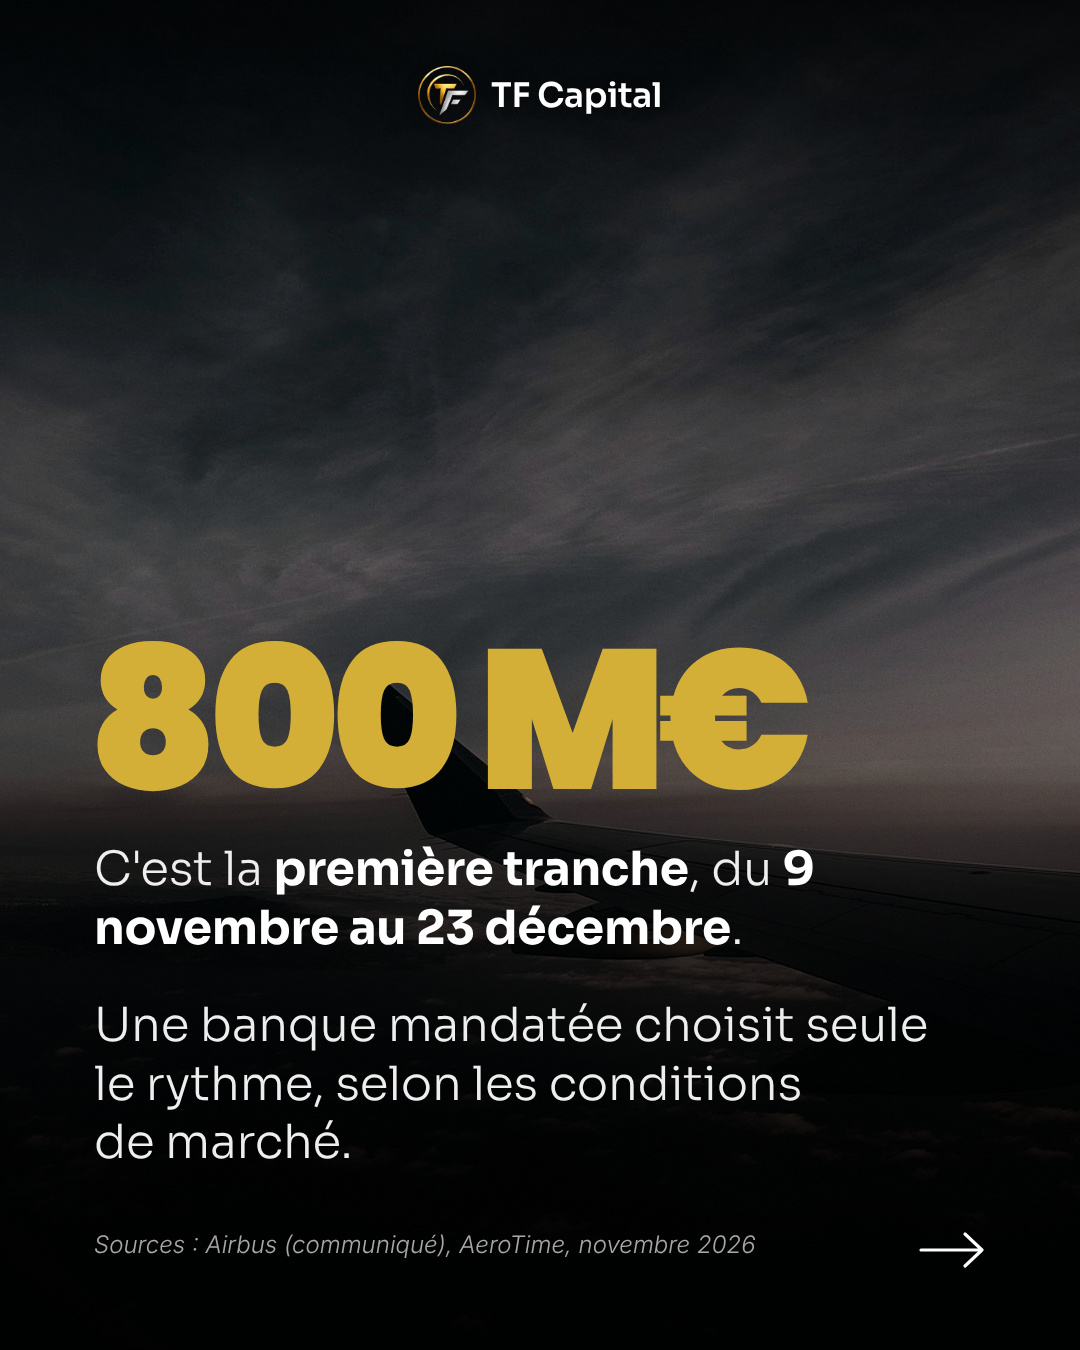 TF Capital
800 M€
C'est la première tranche, du 9
novembre au 23 décembre.
Une banque mandatée choisit seule
le rythme, selon les conditions
de marché.
Sources : Airbus (communiqué), AeroTime, novembre 2026